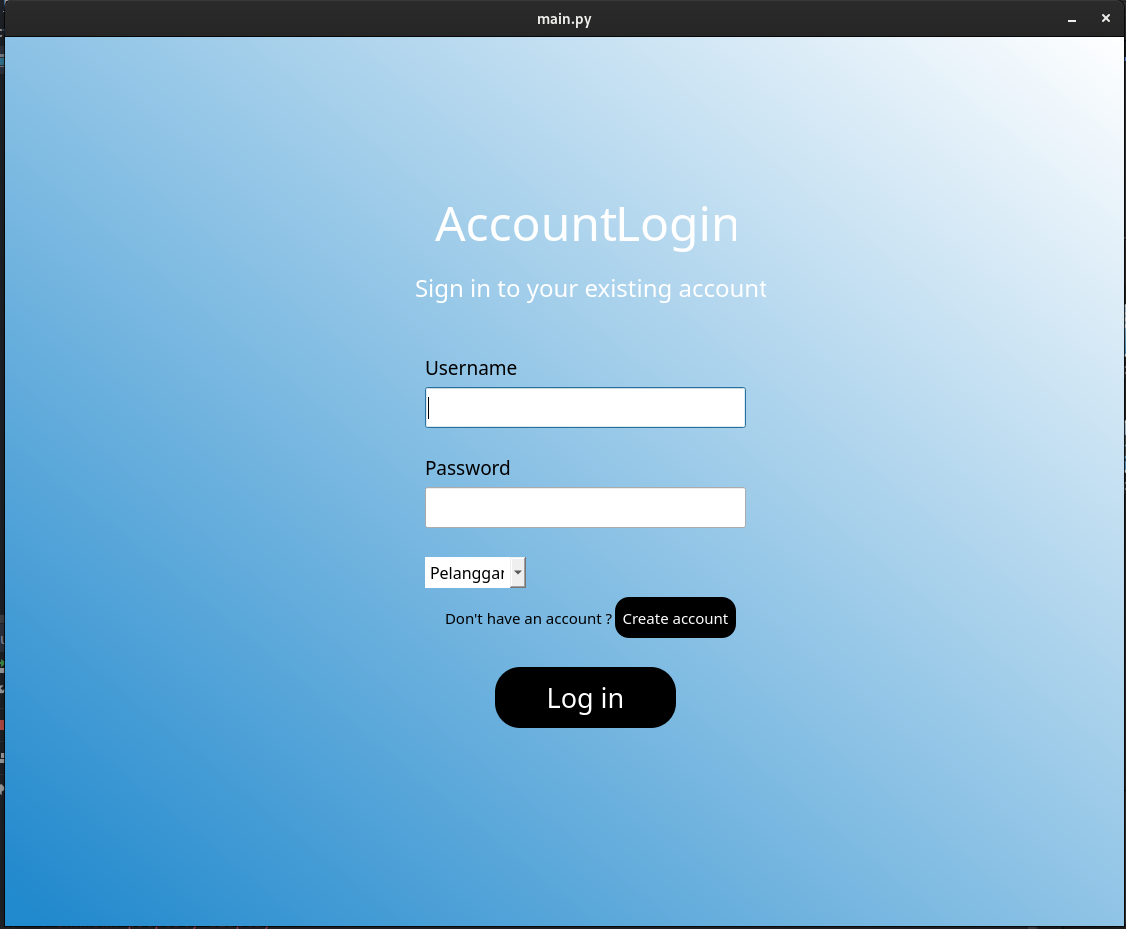 main.py
AccountLogin
Sign in to your existing account
Username
Password
Pelanggan
Don't have an account ? Create account
Log in